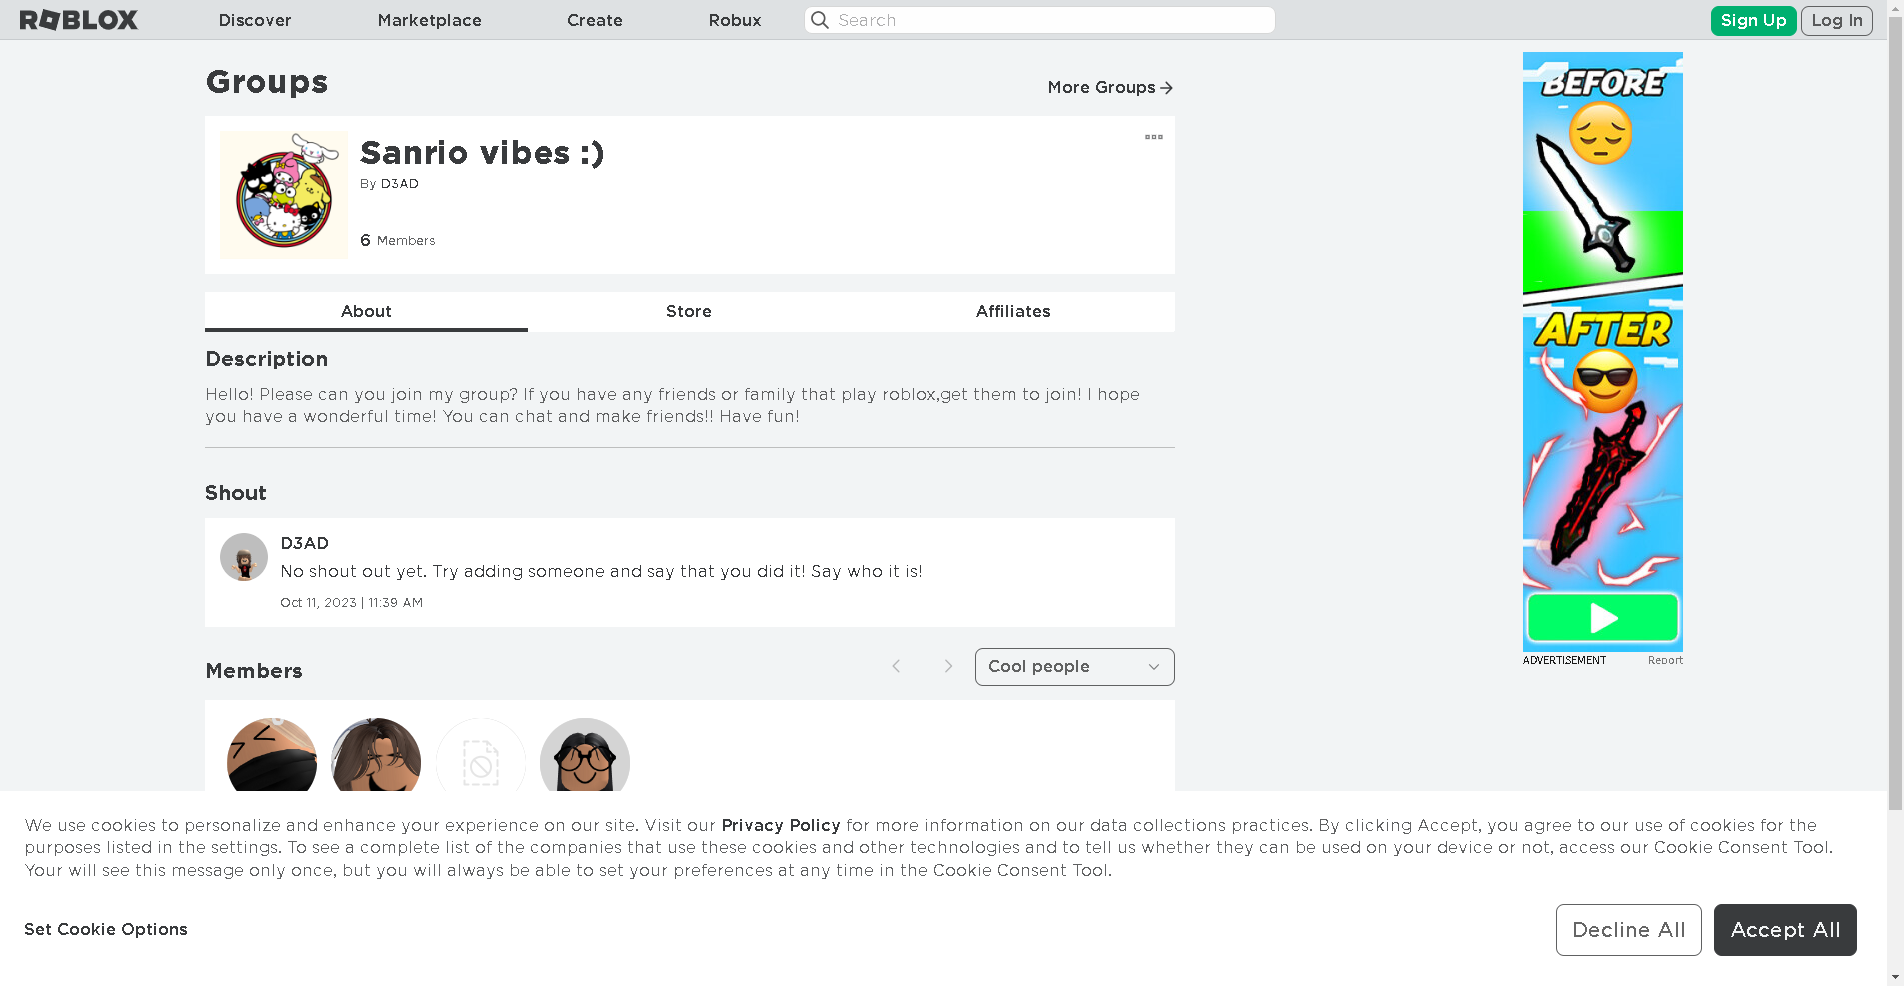 ROBLOX
Discover
Marketplace
Create
Robux
Search
Sign Up
Log In
Groups
More Groups
Sanrio vibes :)
By D3AD
6 Members
About
Store
Affiliates
Description
Hello! Please can you join my group? If you have any friends or family that play roblox,get them to join! I hope
you have a wonderful time! You can chat and make friends!! Have fun!
Shout
D3AD
No shout out yet. Try adding someone and say that you did it! Say who it is!
Oct 11, 2023 | 11:39 AM
Members
Cool people
BEFORE
AFTER
ADVERTISEMENT
Report
We use cookies to personalize and enhance your experience on our site. Visit our Privacy Policy for more information on our data collections practices. By clicking Accept, you agree to our use of cookies for the
purposes listed in the settings. To see a complete list of the companies that use these cookies and other technologies and to tell us whether they can be used on your device or not, access our Cookie Consent Tool.
Your will see this message only once, but you will always be able to set your preferences at any time in the Cookie Consent Tool.
Set Cookie Options
Decline All
Accept All